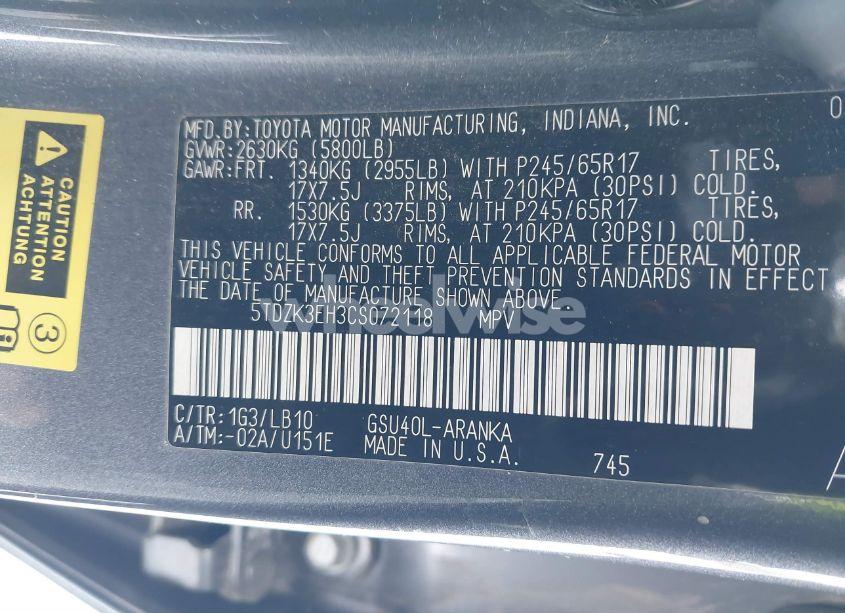 MFD.BY:TOYOTA MOTOR MANUFACTURING, INDIANA, INC. 0
GVWR:2630KG (5800LB)
GAWR:FRT. 1340KG (2955LB) WITH P245/65R17 TIRES,
17X7.5J RIMS, AT 210KPA (30PSI) COLD.
RR. 1530KG (3375LB) WITH P245/65R17 TIRES,
17X7.5J RIMS, AT 210KPA (30PSI) COLD.
THIS VEHICLE CONFORMS TO ALL APPLICABLE FEDERAL MOTOR
VEHICLE SAFETY AND THEFT PREVENTION STANDARDS IN EFFECT
THE DATE OF MANUFACTURE SHOWN ABOVE.
5TDZK3EH3CS072118 MPV
C/TR:1G3/LB10 GSU40L-ARANKA
A/TM:-02A/U151E MADE IN U.S.A. 745
CAUTION
ATTENTION
ACHTUNG
3
wheelwise